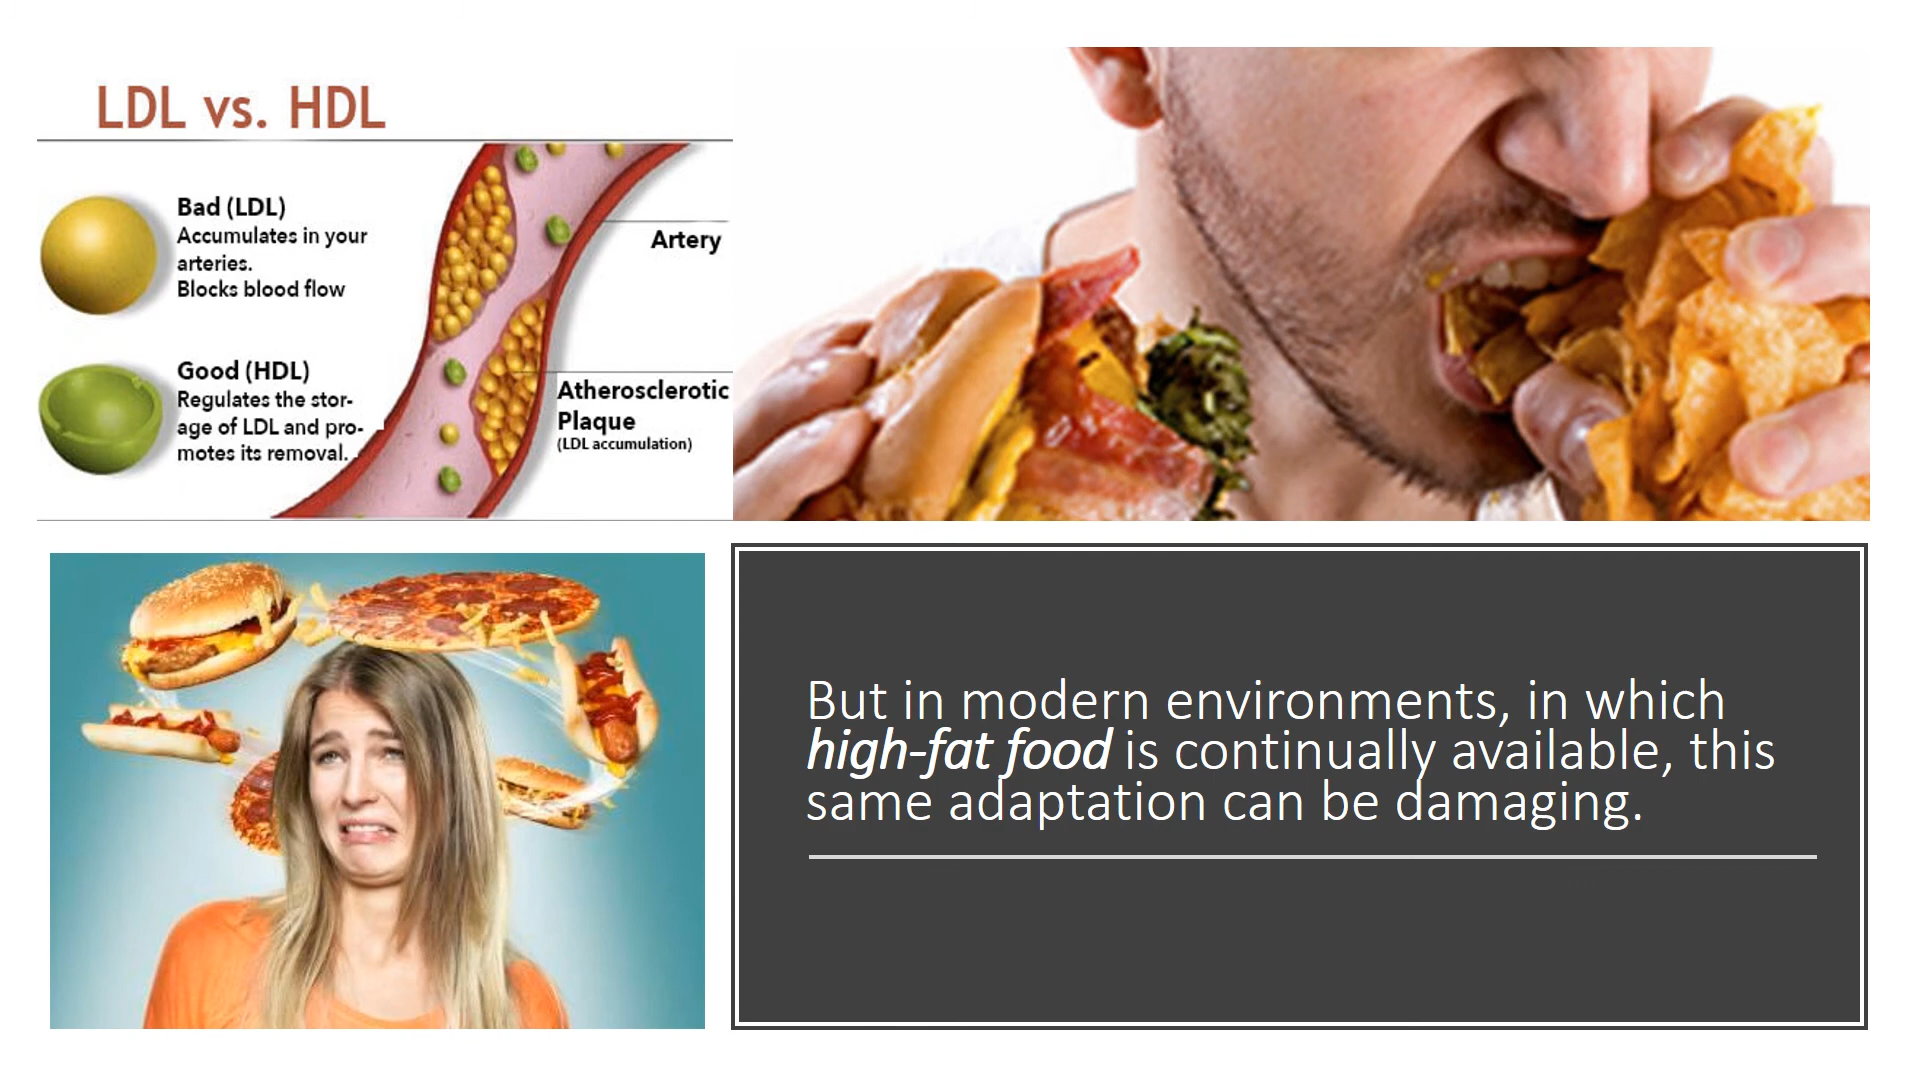 LDL vs. HDL
Bad (LDL)
Accumulates in your
arteries.
Blocks blood flow
Good (HDL)
Regulates the stor-
age of LDL and pro-
motes its removal.
Artery
Atherosclerotic
Plaque
(LDL accumulation)
But in modern environments, in which
high-fat food is continually available, this
same adaptation can be damaging.